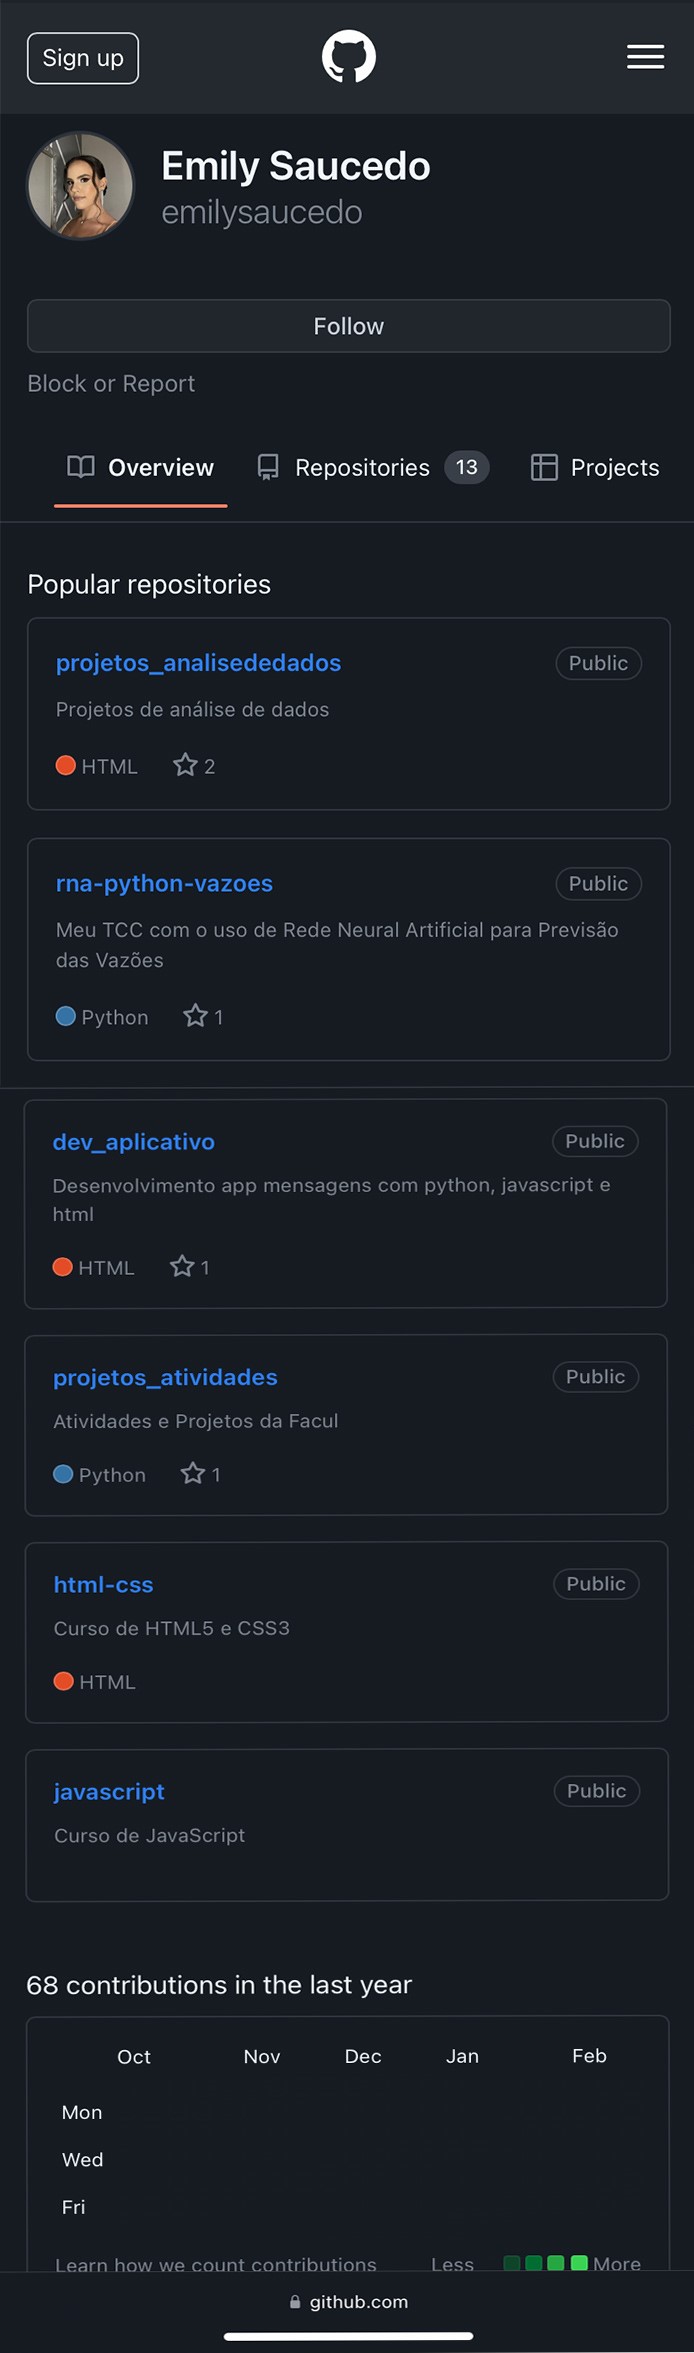 Sign up
Emily Saucedo
emilysaucedo
Follow
Block or Report
Overview Repositories 13 Projects
Popular repositories
projetos_analisededados Public
Projetos de análise de dados
HTML 2
rna-python-vazoes Public
Meu TCC com o uso de Rede Neural Artificial para Previsão
das Vazões
Python 1
dev_aplicativo Public
Desenvolvimento app mensagens com python, javascript e
html
HTML 1
projetos_atividades Public
Atividades e Projetos da Facul
Python 1
html-css Public
Curso de HTML5 e CSS3
HTML
javascript Public
Curso de JavaScript
68 contributions in the last year
Oct Nov Dec Jan Feb
Mon
Wed
Fri
Learn how we count contributions Less More
github.com